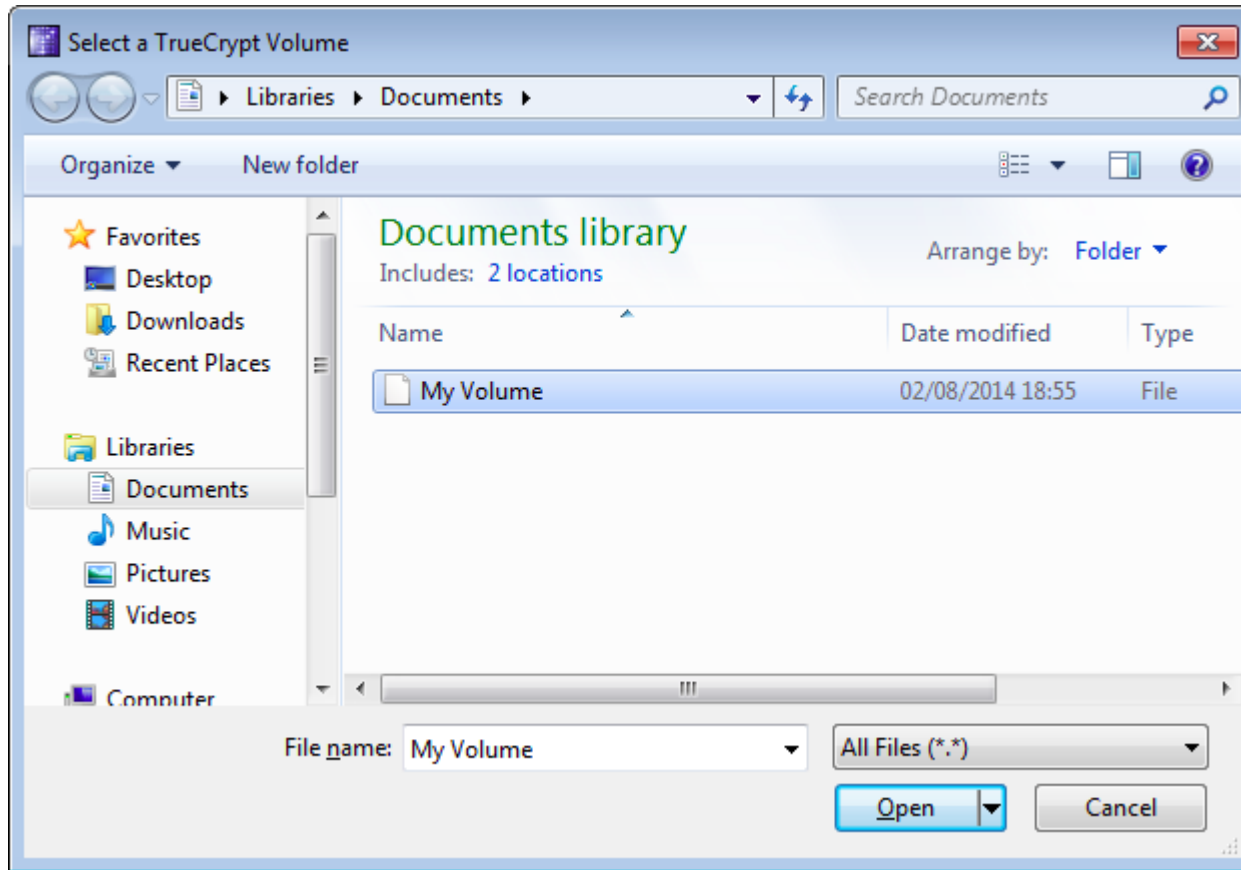 Select a TrueCrypt Volume
Libraries Documents
Search Documents
Organize
New folder
Favorites
Desktop
Downloads
Recent Places
Libraries
Documents
Music
Pictures
Videos
Computer
Documents library
Includes: 2 locations
Arrange by: Folder
Name Date modified Type
My Volume 02/08/2014 18:55 File
File name: My Volume
All Files (*.*)
Open
Cancel